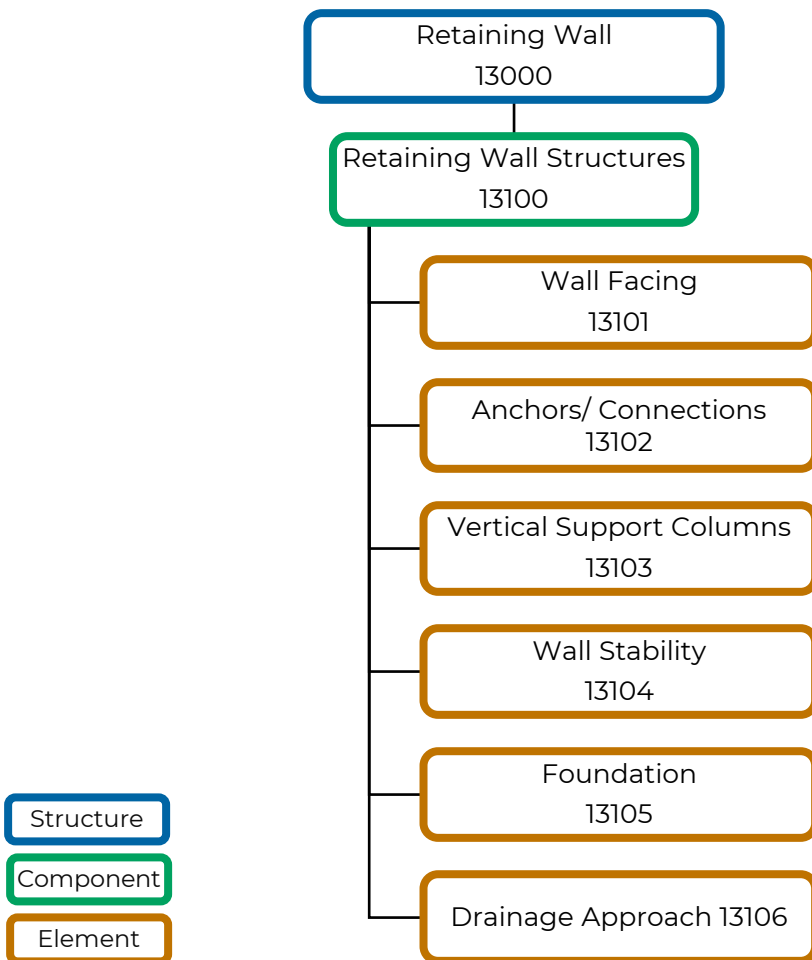 Retaining Wall
13000
Retaining Wall Structures
13100
Wall Facing
13101
Anchors/ Connections
13102
Vertical Support Columns
13103
Wall Stability
13104
Foundation
13105
Drainage Approach 13106
Structure
Component
Element